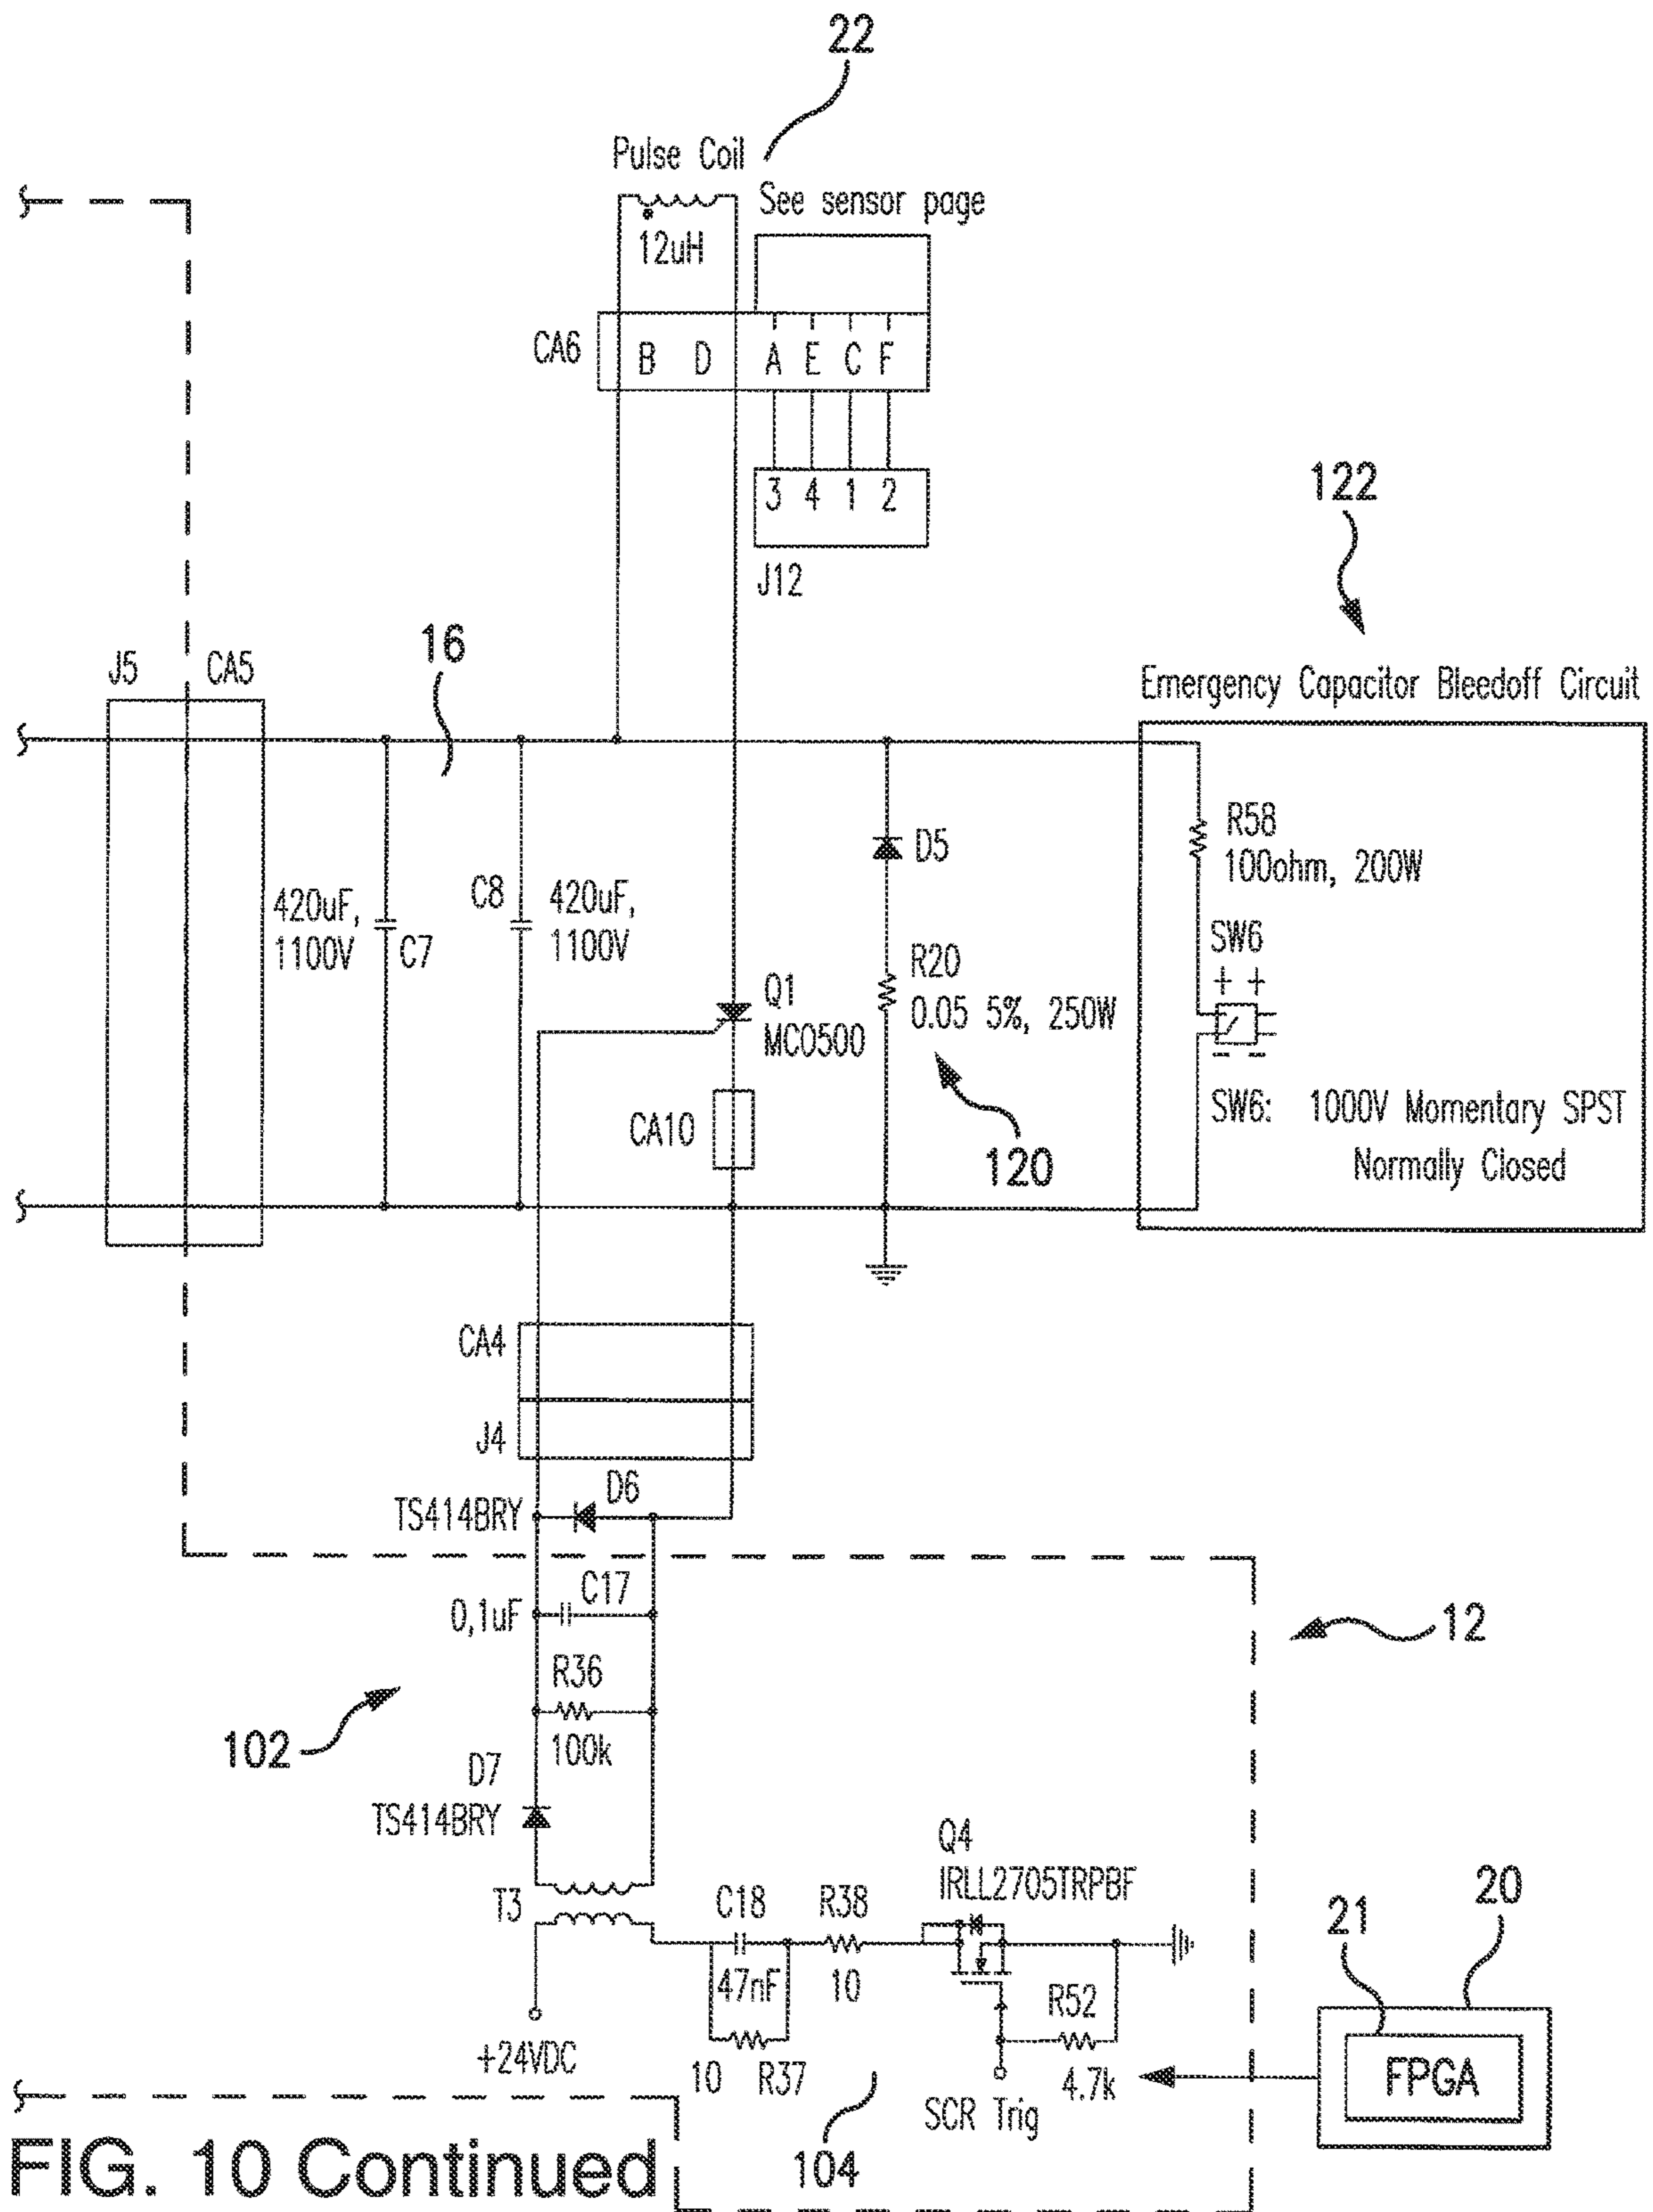 22
Pulse Coil
See sensor page
12uH
CA6
B D A E C F
3 4 1 2
J12
122
16
J5 CA5
Emergency Capacitor Bleedoff Circuit
R58
100ohm, 200W
D5
C8
420uF,
1100V
C7
420uF,
1100V
SW6
+ +
- -
R20
0.05 5%, 250W
Q1
MCO500
SW6: 1000V Momentary SPST
Normally Closed
CA10
120
CA4
J4
D6
TS414BRY
C17
0,1uF
12
R36
100k
102
D7
TS414BRY
Q4
IRLL2705TRPBF
T3
C18
R38
20
21
47nF
10
R52
+24VDC
10 R37
4.7k
FPGA
SCR Trig
104
FIG. 10 Continued